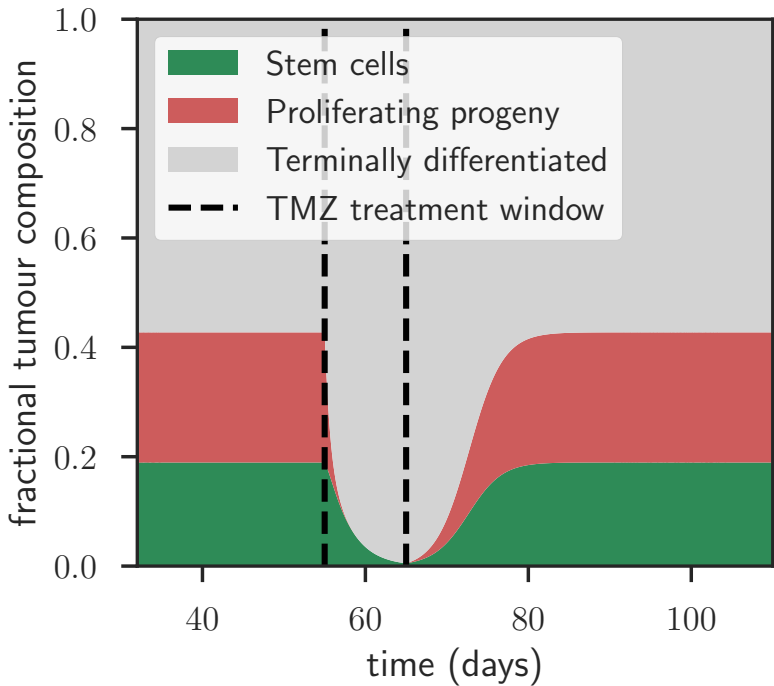 fractional tumour composition
1.0
0.8
0.6
0.4
0.2
0.0
Stem cells
Proliferating progeny
Terminally differentiated
TMZ treatment window
40 60 80 100
time (days)